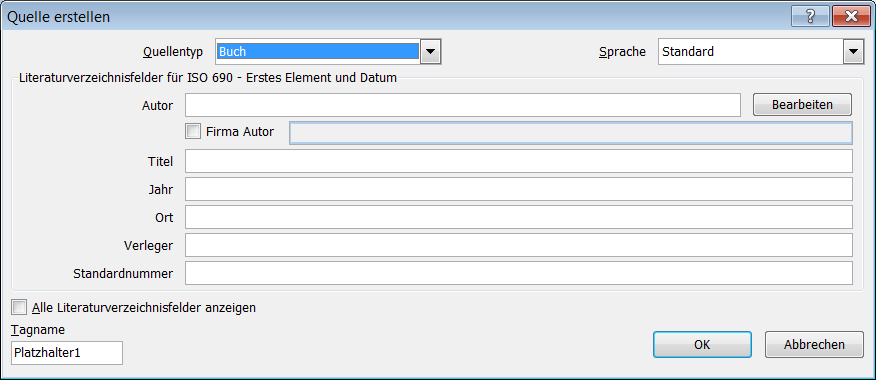 Quelle erstellen
Quellentyp Buch Sprache Standard
Literaturverzeichnisfelder für ISO 690 - Erstes Element und Datum
Autor Bearbeiten
Firma Autor
Titel
Jahr
Ort
Verleger
Standardnummer
Alle Literaturverzeichnisfelder anzeigen
Tagname
Platzhalter1 OK Abbrechen